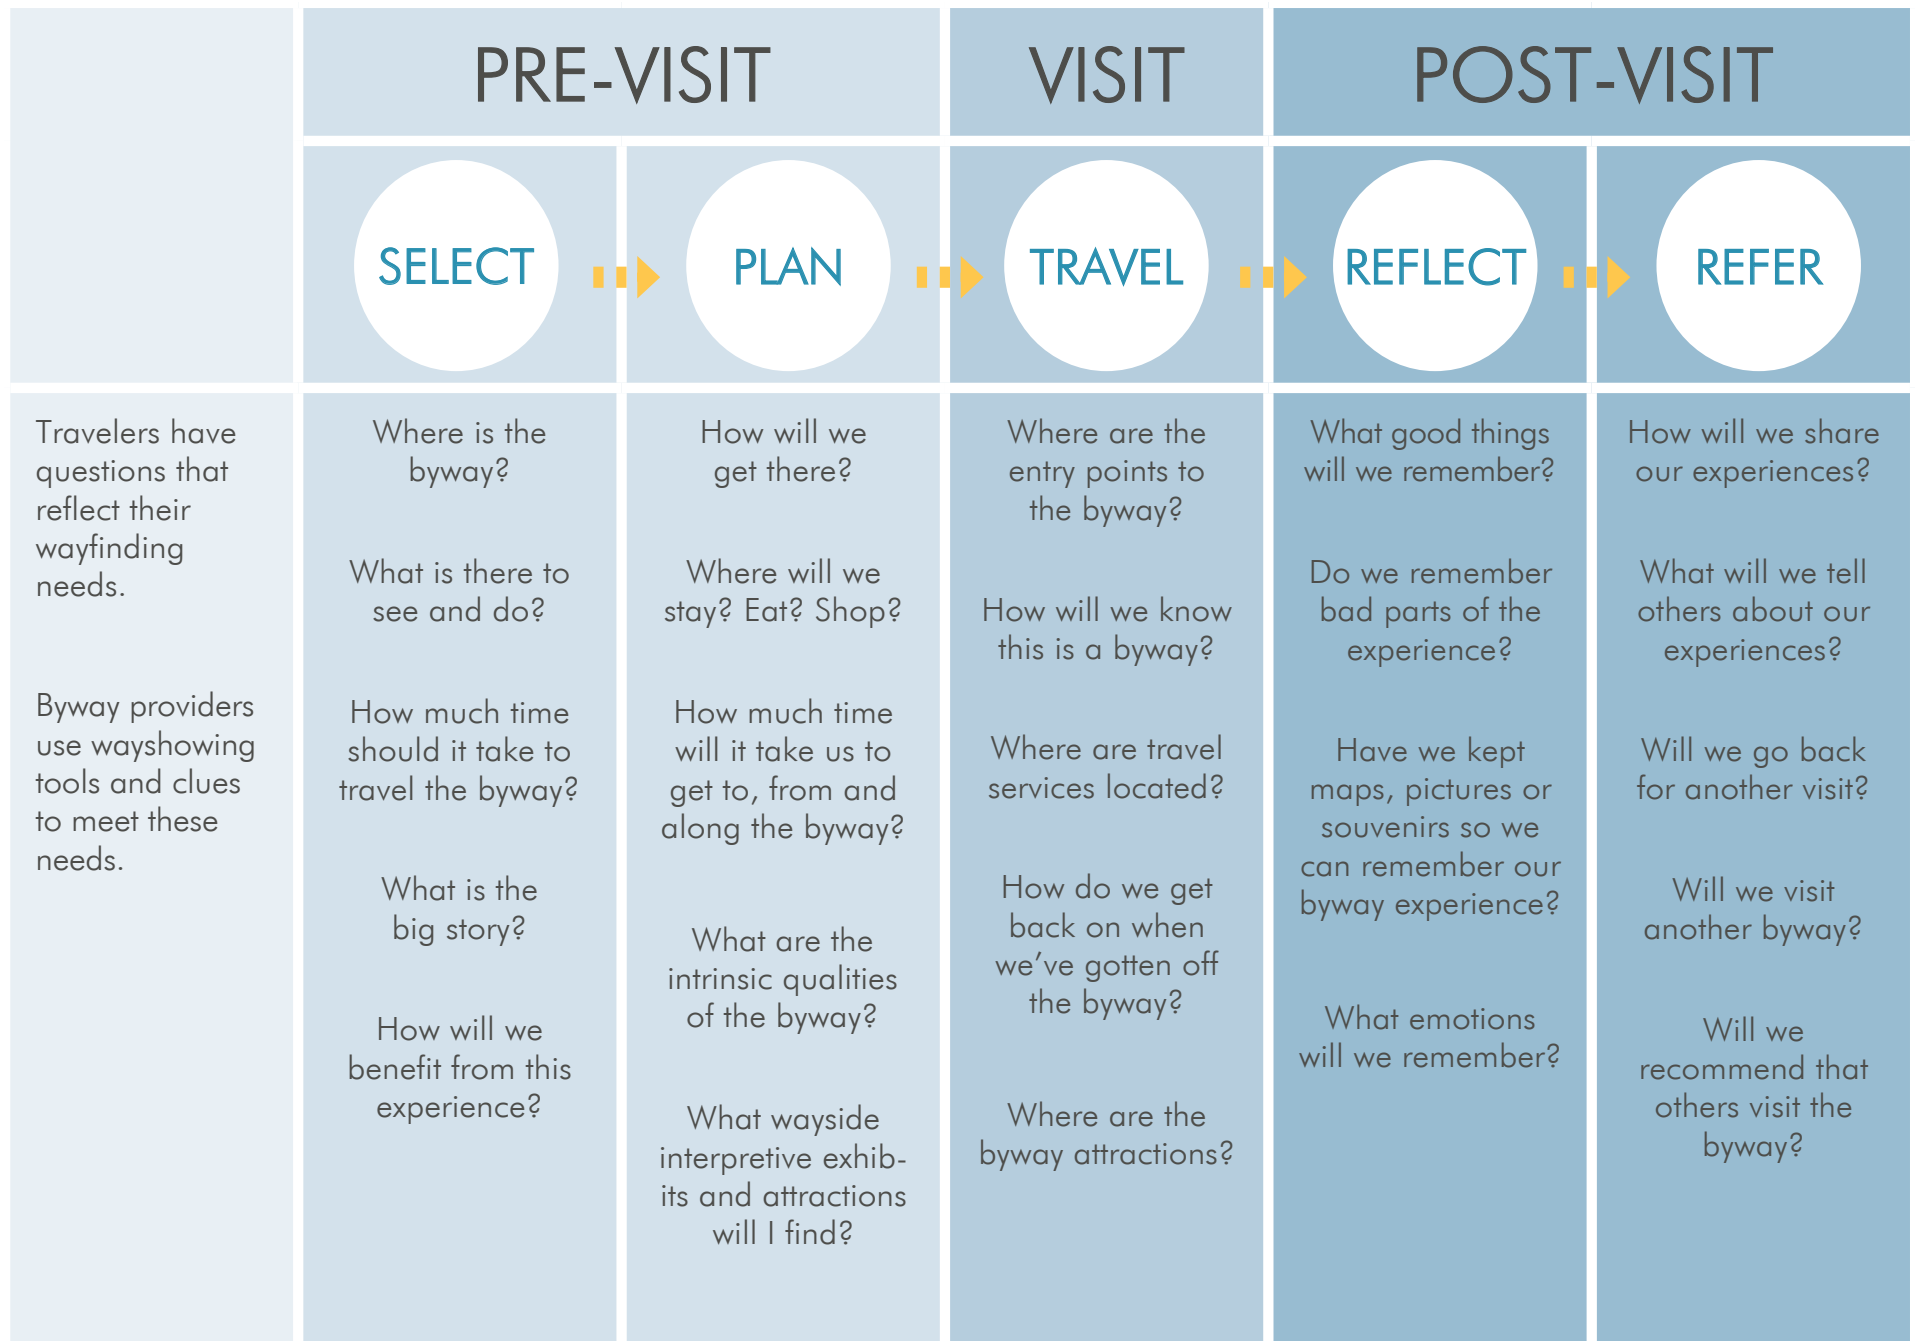 PRE-VISIT
VISIT
POST-VISIT
SELECT
PLAN
TRAVEL
REFLECT
REFER
Travelers have
questions that
reflect their
wayfinding
needs.
Byway providers
use wayshowing
tools and clues
to meet these
needs.
Where is the
byway?
What is there to
see and do?
How much time
should it take to
travel the byway?
What is the
big story?
How will we
benefit from this
experience?
How will we
get there?
Where will we
stay? Eat? Shop?
How much time
will it take us to
get to, from and
along the byway?
What are the
intrinsic qualities
of the byway?
What wayside
interpretive exhib-
its and attractions
will I find?
Where are the
entry points to
the byway?
How will we know
this is a byway?
Where are travel
services located?
How do we get
back on when
we’ve gotten off
the byway?
Where are the
byway attractions?
What good things
will we remember?
Do we remember
bad parts of the
experience?
Have we kept
maps, pictures or
souvenirs so we
can remember our
byway experience?
What emotions
will we remember?
How will we share
our experiences?
What will we tell
others about our
experiences?
Will we go back
for another visit?
Will we visit
another byway?
Will we
recommend that
others visit the
byway?